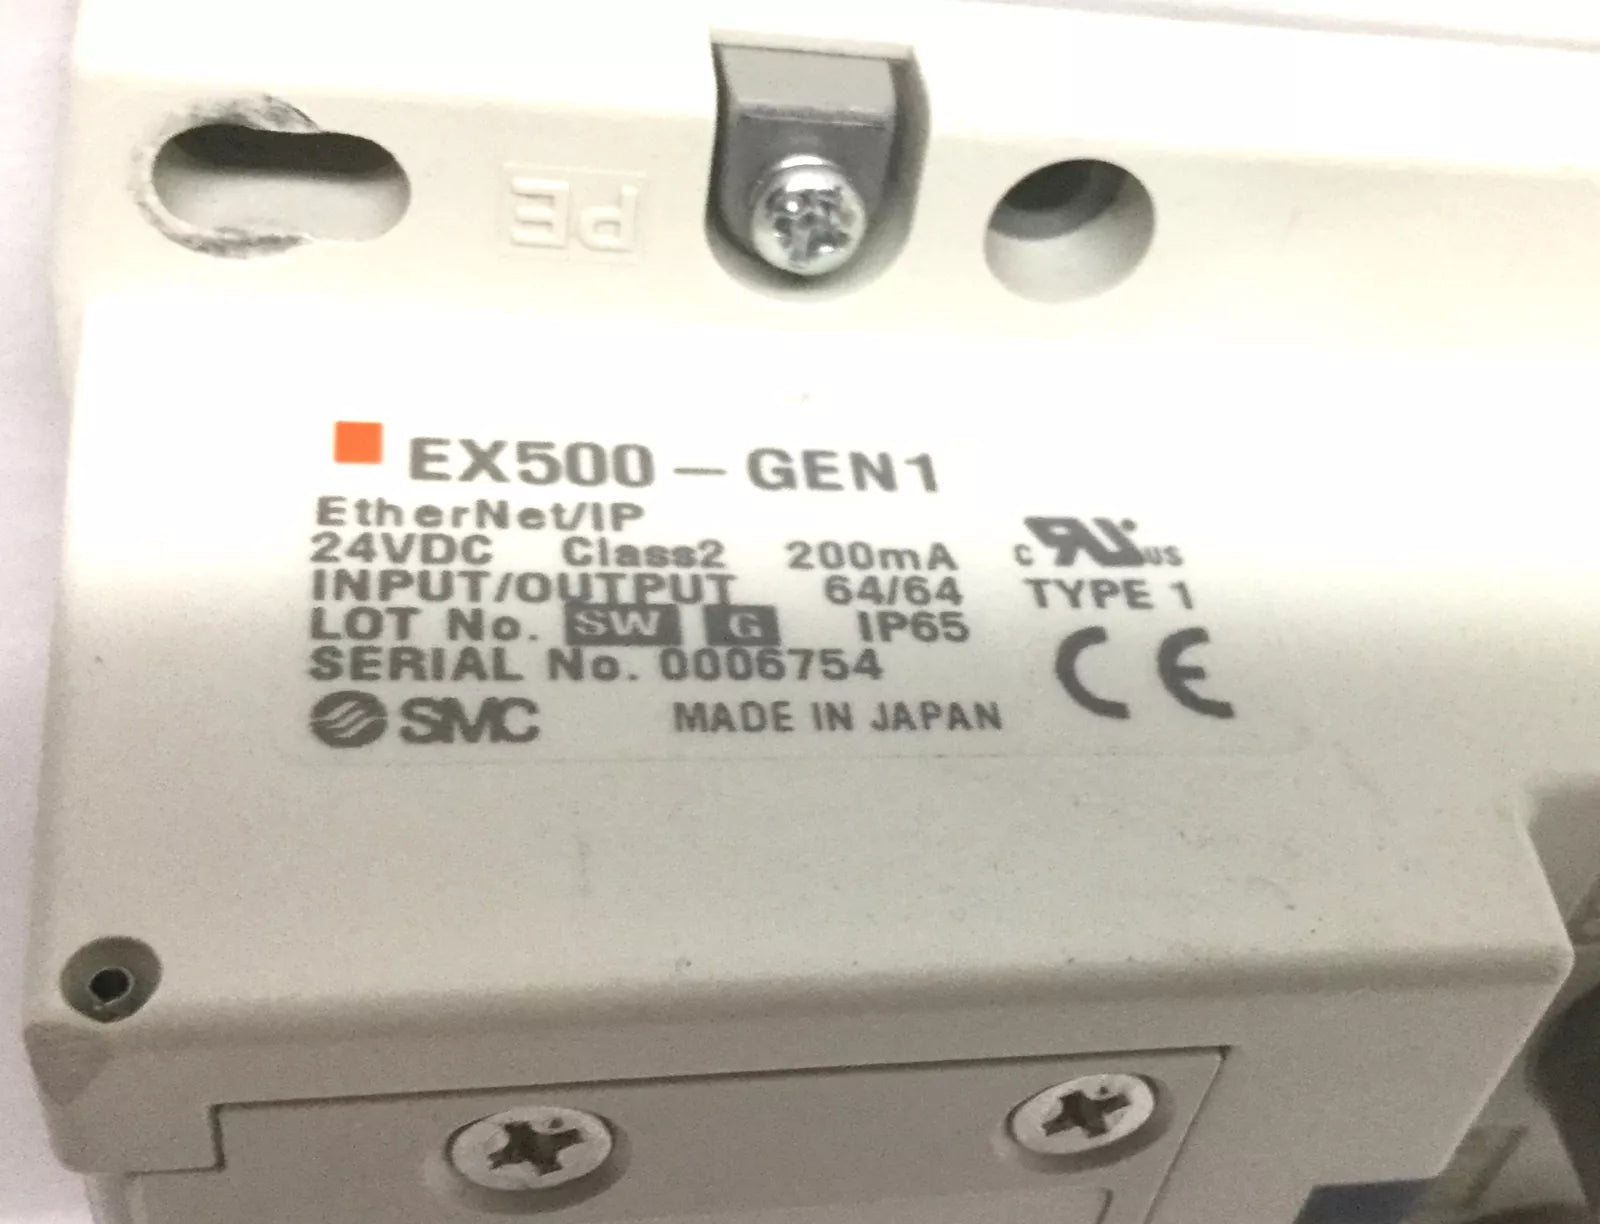 PE
EX500-GEN1
EtherNet/IP
24VDC Class2 200mA
INPUT/OUTPUT 64/64
LOT No. SW G IP65
SERIAL No. 0006754
SMC MADE IN JAPAN
c RU US
TYPE 1
CE